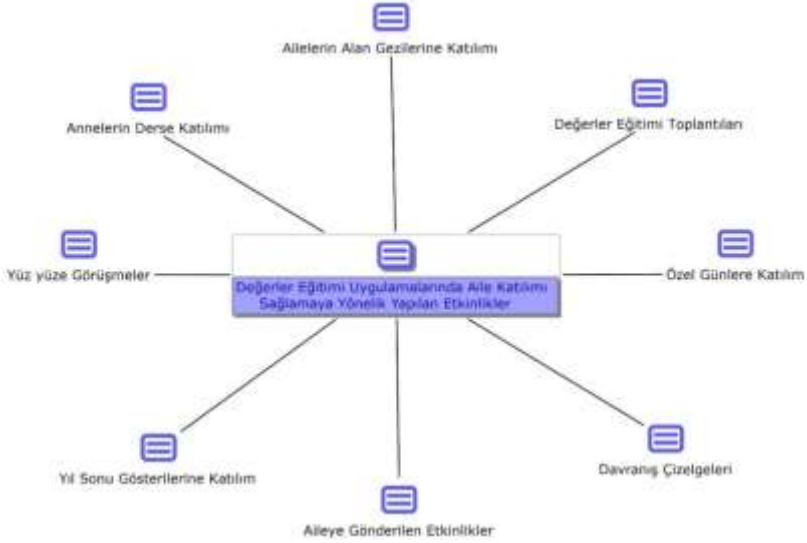 Ailelerin Alan Gezilerine Katılımı
Annelerin Derse Katılımı
Değerler Eğitimi Toplantıları
Yüz yüze Görüşmeler
Özel Günlere Katılım
Değerler Eğitimi Uygulamalarında Aile Katılımı
Sağlamaya Yönelik Yapılan Etkinlikler
Yıl Sonu Gösterilerine Katılım
Davranış Çizelgeleri
Aileye Gönderilen Etkinlikler